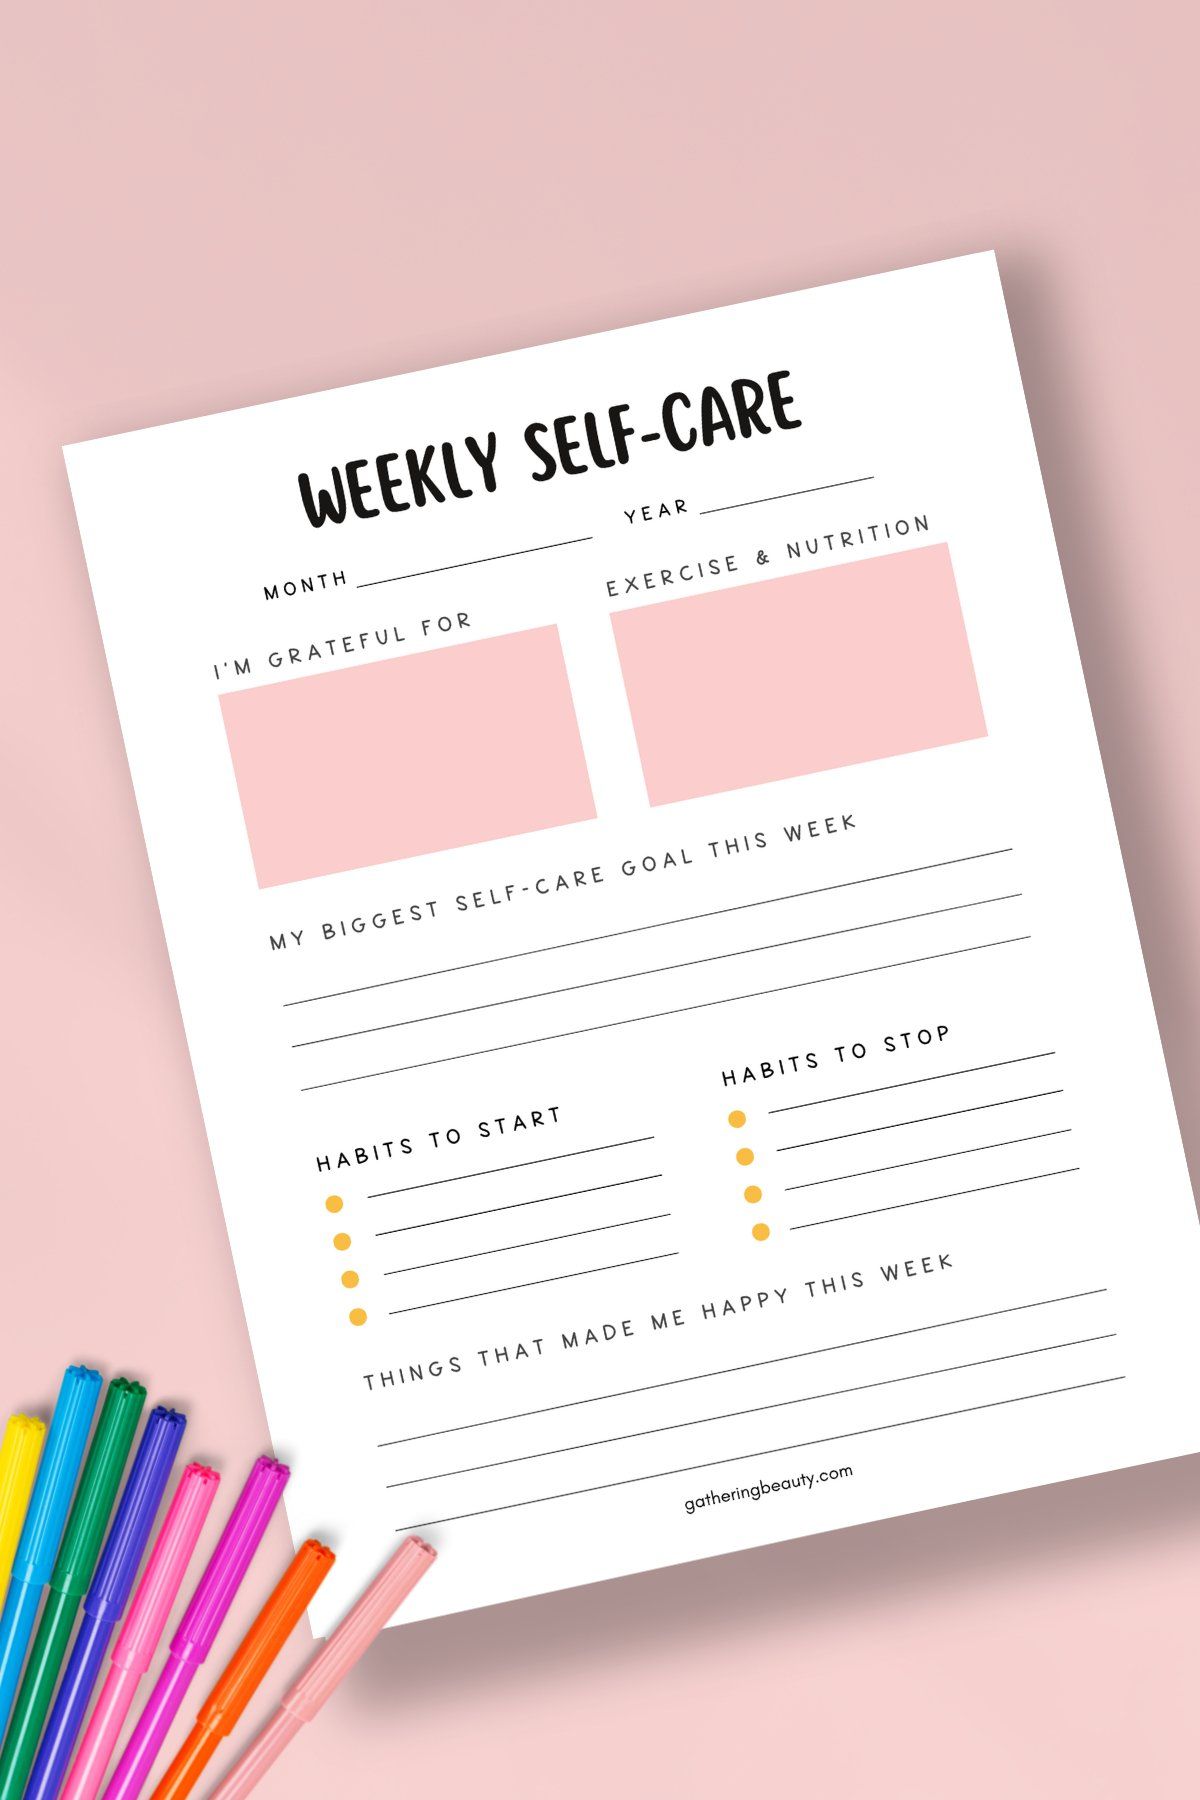 WEEKLY SELF-CARE
MONTH YEAR
I'M GRATEFUL FOR
EXERCISE & NUTRITION
MY BIGGEST SELF-CARE GOAL THIS WEEK
HABITS TO START
HABITS TO STOP
THINGS THAT MADE ME HAPPY THIS WEEK
gatheringbeauty.com